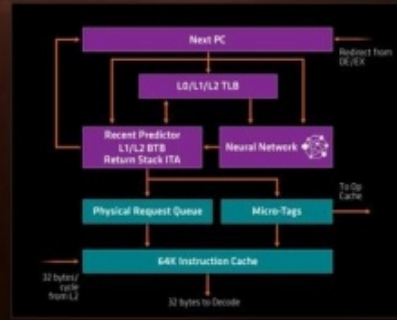 Next PC
Redirect from
DE/EX
L0/L1/L2 TLB
Recent Predictor
L1/L2 BTB
Return Stack ITA
Neural Network
To Op
Cache
Physical Request Queue
Micro-Tags
64K Instruction Cache
32 bytes/
cycle
from L2
32 bytes to Decode